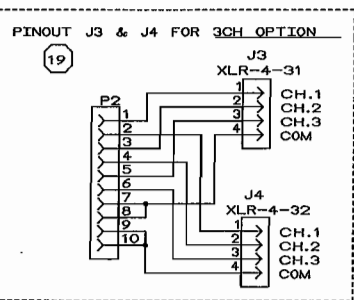 PINOUT J3 & J4 FOR 3CH OPTION
19
J3
XLR-4-31
1 CH.1
2 CH.2
3 CH.3
4 COM
P2
1
2
3
4
5
6
7
8
9
10
J4
XLR-4-32
1 CH.1
2 CH.2
3 CH.3
4 COM